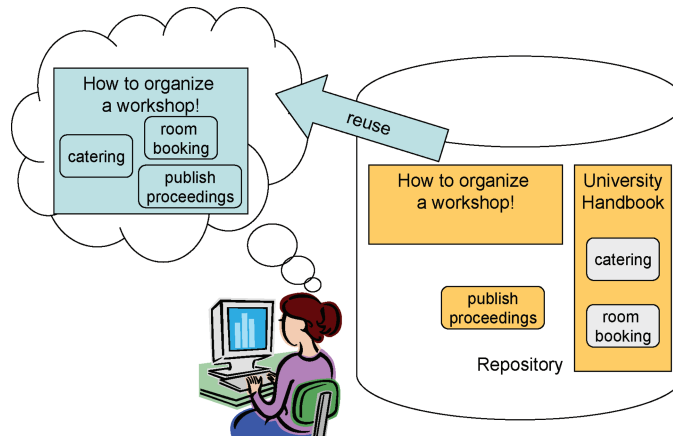 How to organize
a workshop!
catering
room
booking
publish
proceedings
reuse
How to organize
a workshop!
University
Handbook
catering
publish
proceedings
room
booking
Repository